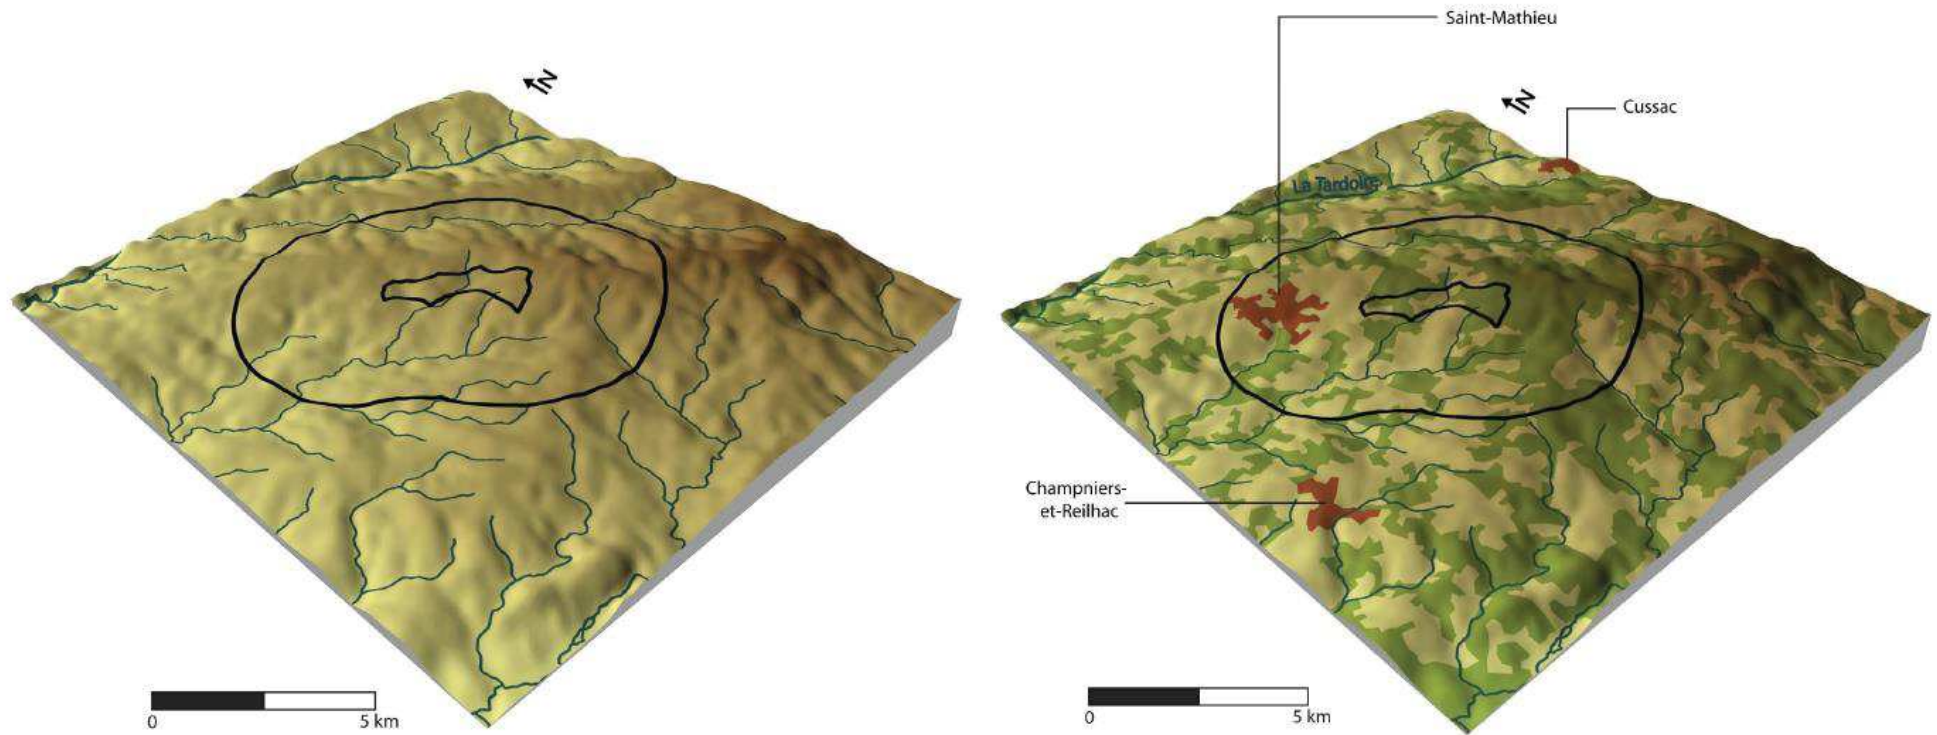 N
0
5 km
Saint-Mathieu
N
Cussac
La Tardoire
Champniers-
et-Reilhac
0
5 km